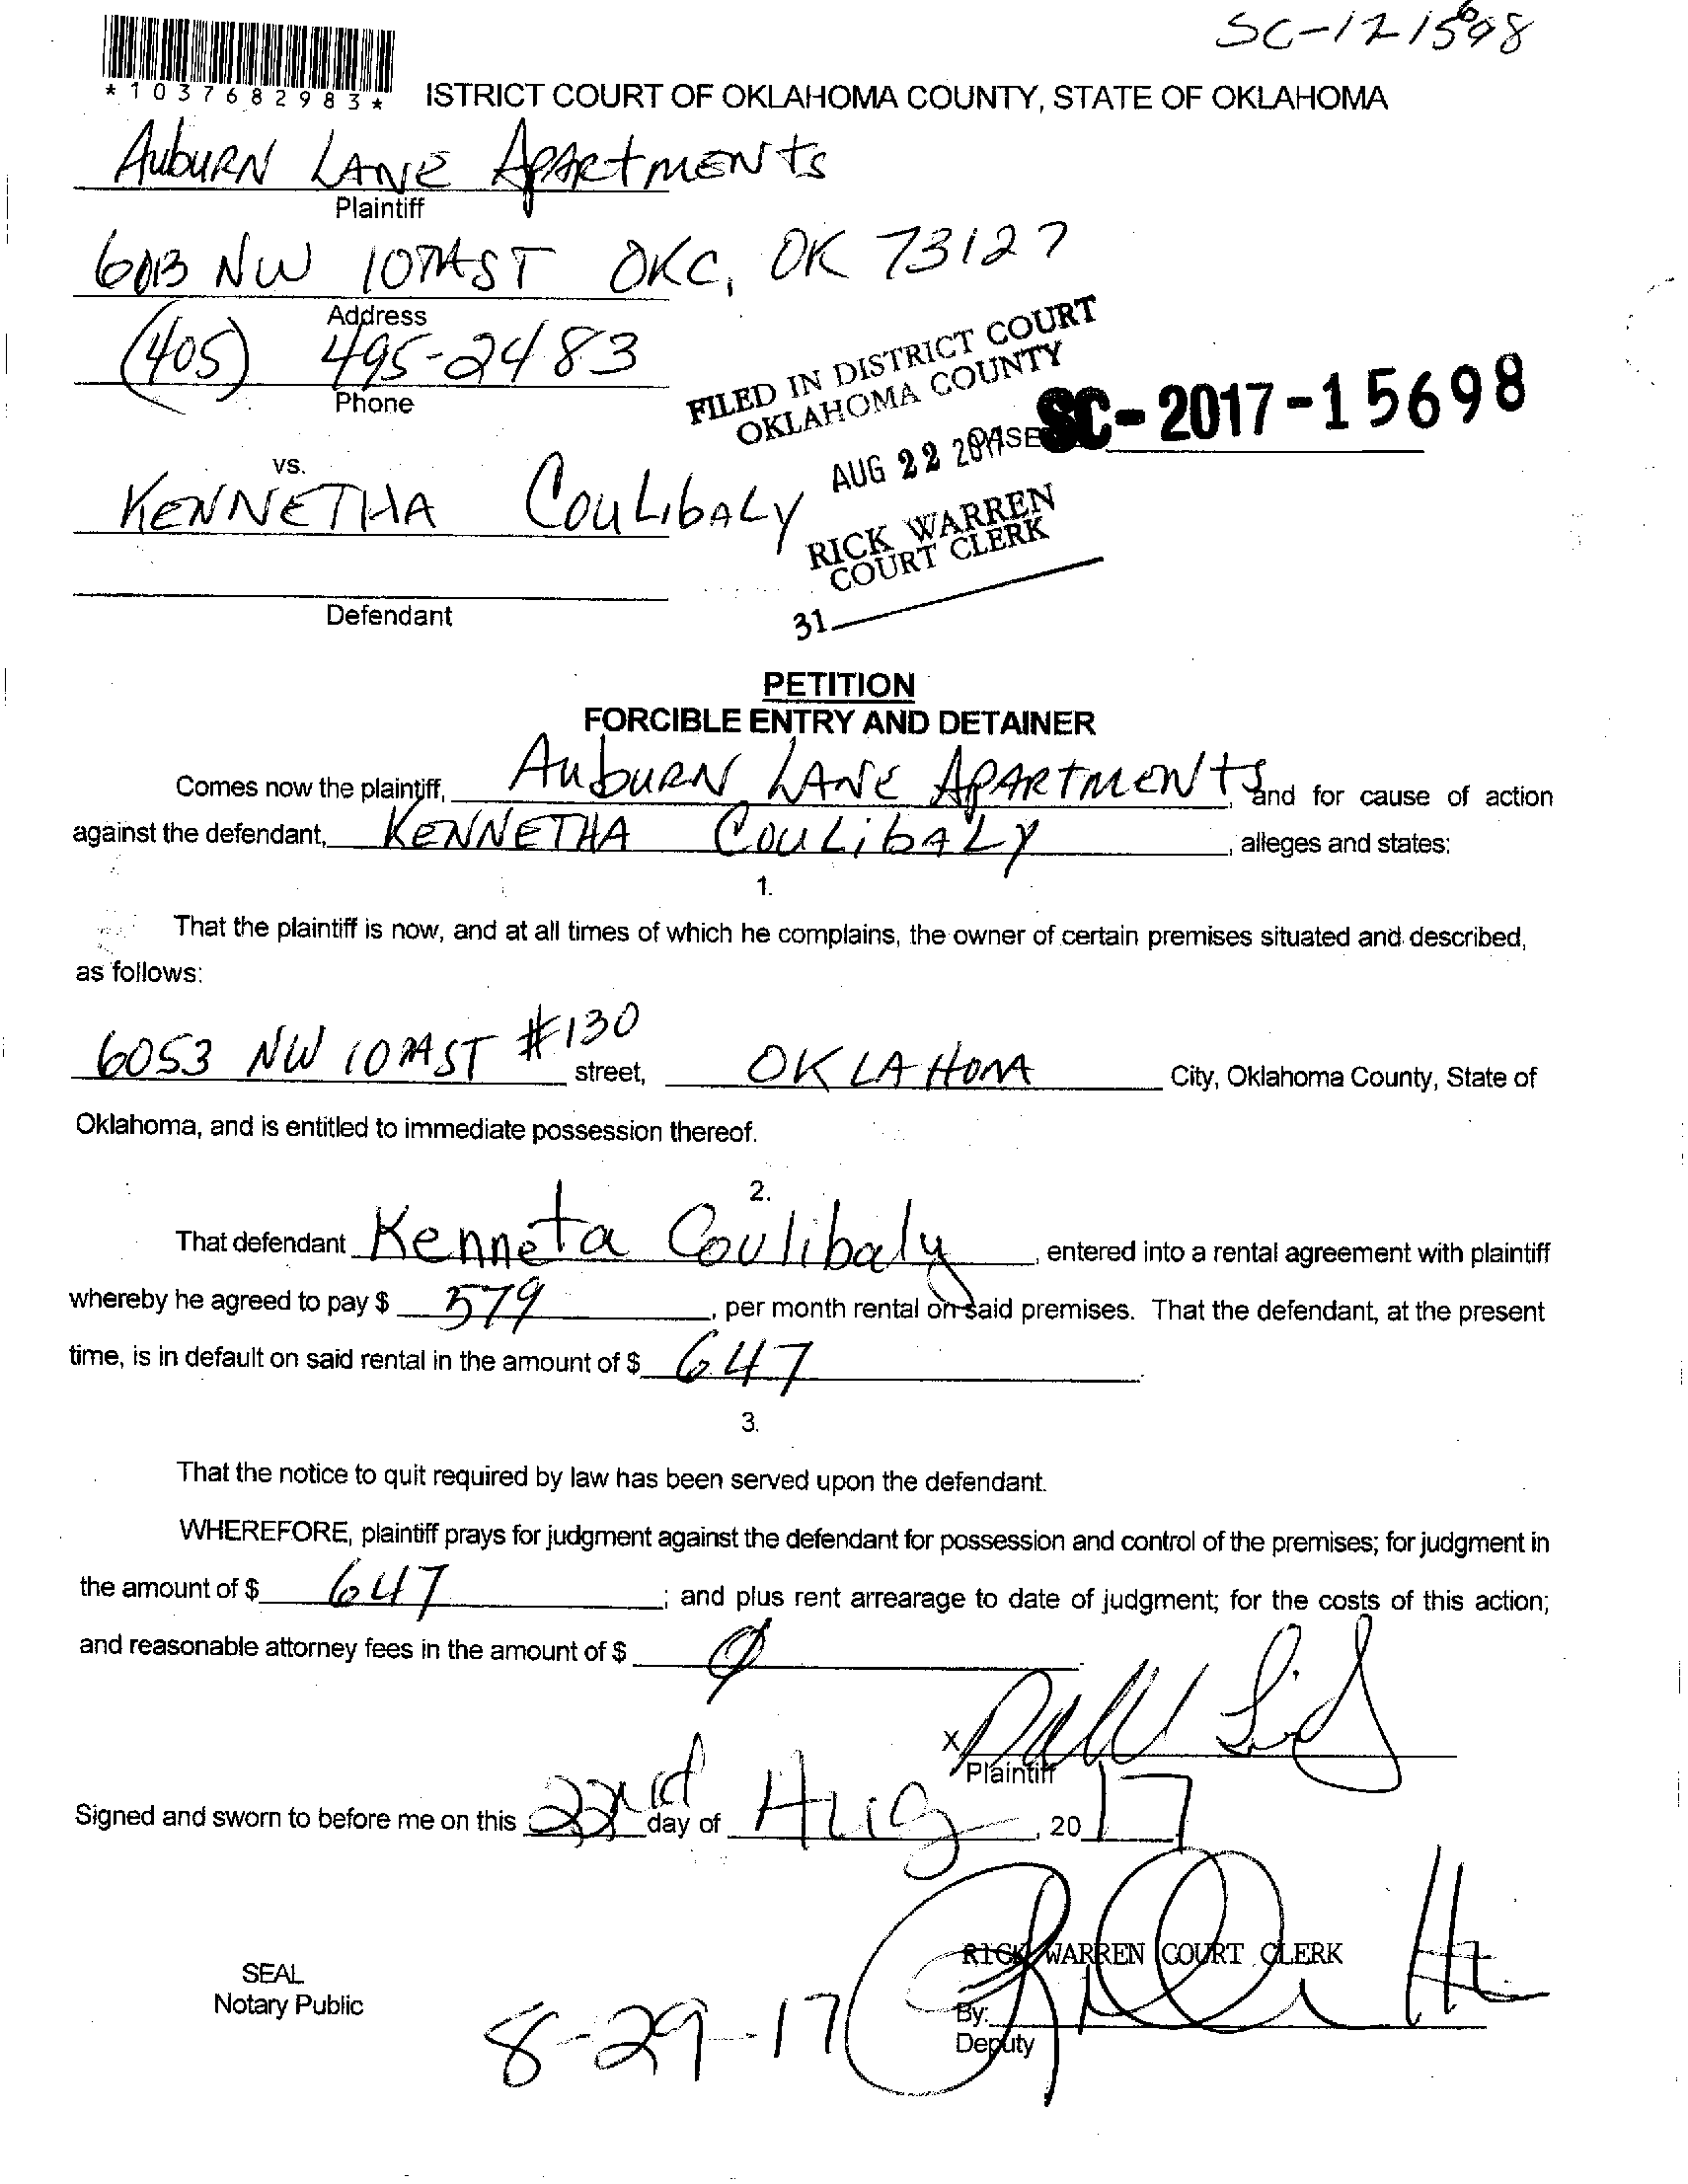 SC-17-15698
*1037682983*
ISTRICT COURT OF OKLAHOMA COUNTY, STATE OF OKLAHOMA
AubuRN LANE APARtMENts
Plaintiff
6013 NW 10TH ST OKC, OK 73127
Address
(405) 495-2483
Phone
FILED IN DISTRICT COURT
OKLAHOMA COUNTY
SC-2017-15698
AUG 22 2017
vs.
KENNETHA COuLibALY
RICK WARREN
COURT CLERK
Defendant
31
PETITION
FORCIBLE ENTRY AND DETAINER
Comes now the plaintiff, AubuRN LANE APARTMENTS, and for cause of action
against the defendant, KENNETHA COuLibALY, alleges and states:
1.
That the plaintiff is now, and at all times of which he complains, the owner of certain premises situated and described,
as follows:
6053 NW 10TH ST #130 street, OKLAHOMA City, Oklahoma County, State of
Oklahoma, and is entitled to immediate possession thereof.
2.
That defendant Kenneta Coulibaly, entered into a rental agreement with plaintiff
whereby he agreed to pay $ 579, per month rental on said premises. That the defendant, at the present
time, is in default on said rental in the amount of $ 647.
3.
That the notice to quit required by law has been served upon the defendant.
WHEREFORE, plaintiff prays for judgment against the defendant for possession and control of the premises; for judgment in
the amount of $ 647; and plus rent arrearage to date of judgment; for the costs of this action;
and reasonable attorney fees in the amount of $ 0.
X
Plaintiff
Signed and sworn to before me on this 22nd day of Aug, 2017
RICK WARREN COURT CLERK
SEAL
Notary Public
8-29-17
By:
Deputy